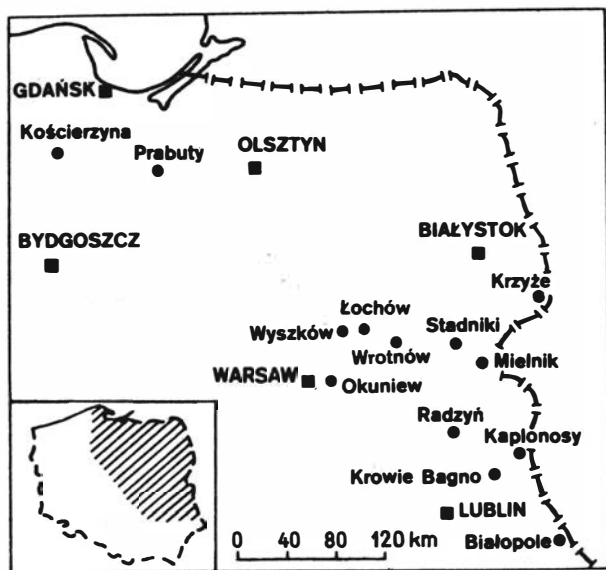 GDAŃSK
Kościerzyna
Prabuty
OLSZTYN
BYDGOSZCZ
BIAŁYSTOK
Krzyże
Łochów
Wyszków
Stadniki
Wrotnów
Mielnik
WARSAW
Okuniew
Radzyń
Kaplonosy
Krowie Bagno
LUBLIN
Białopole
0 40 80 120 km